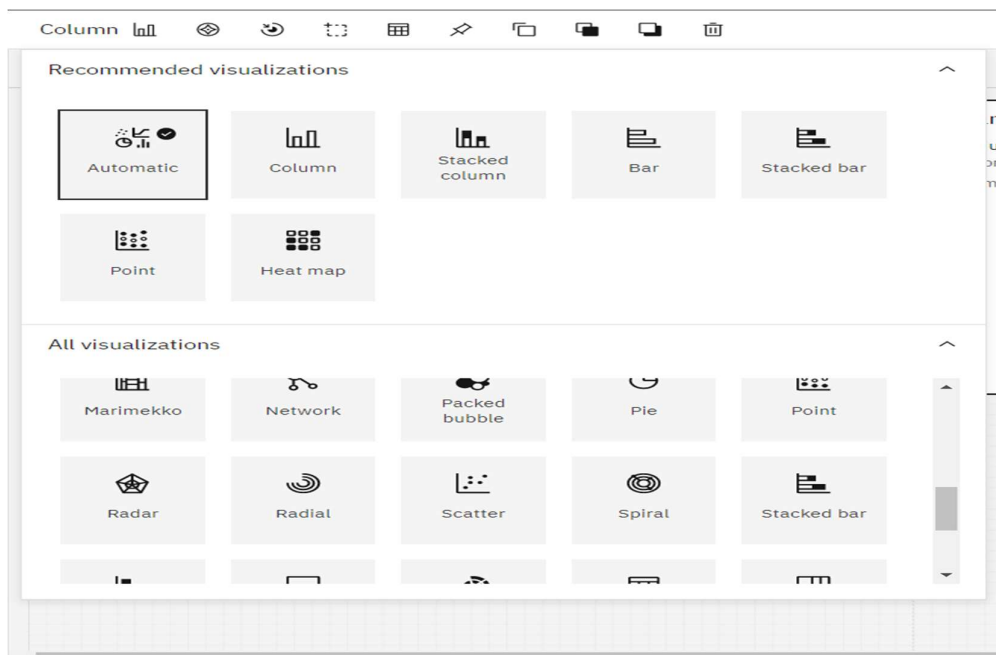 Column
Recommended visualizations
Automatic
Column
Stacked
column
Bar
Stacked bar
Point
Heat map
All visualizations
Marimekko
Network
Packed
bubble
Pie
Point
Radar
Radial
Scatter
Spiral
Stacked bar